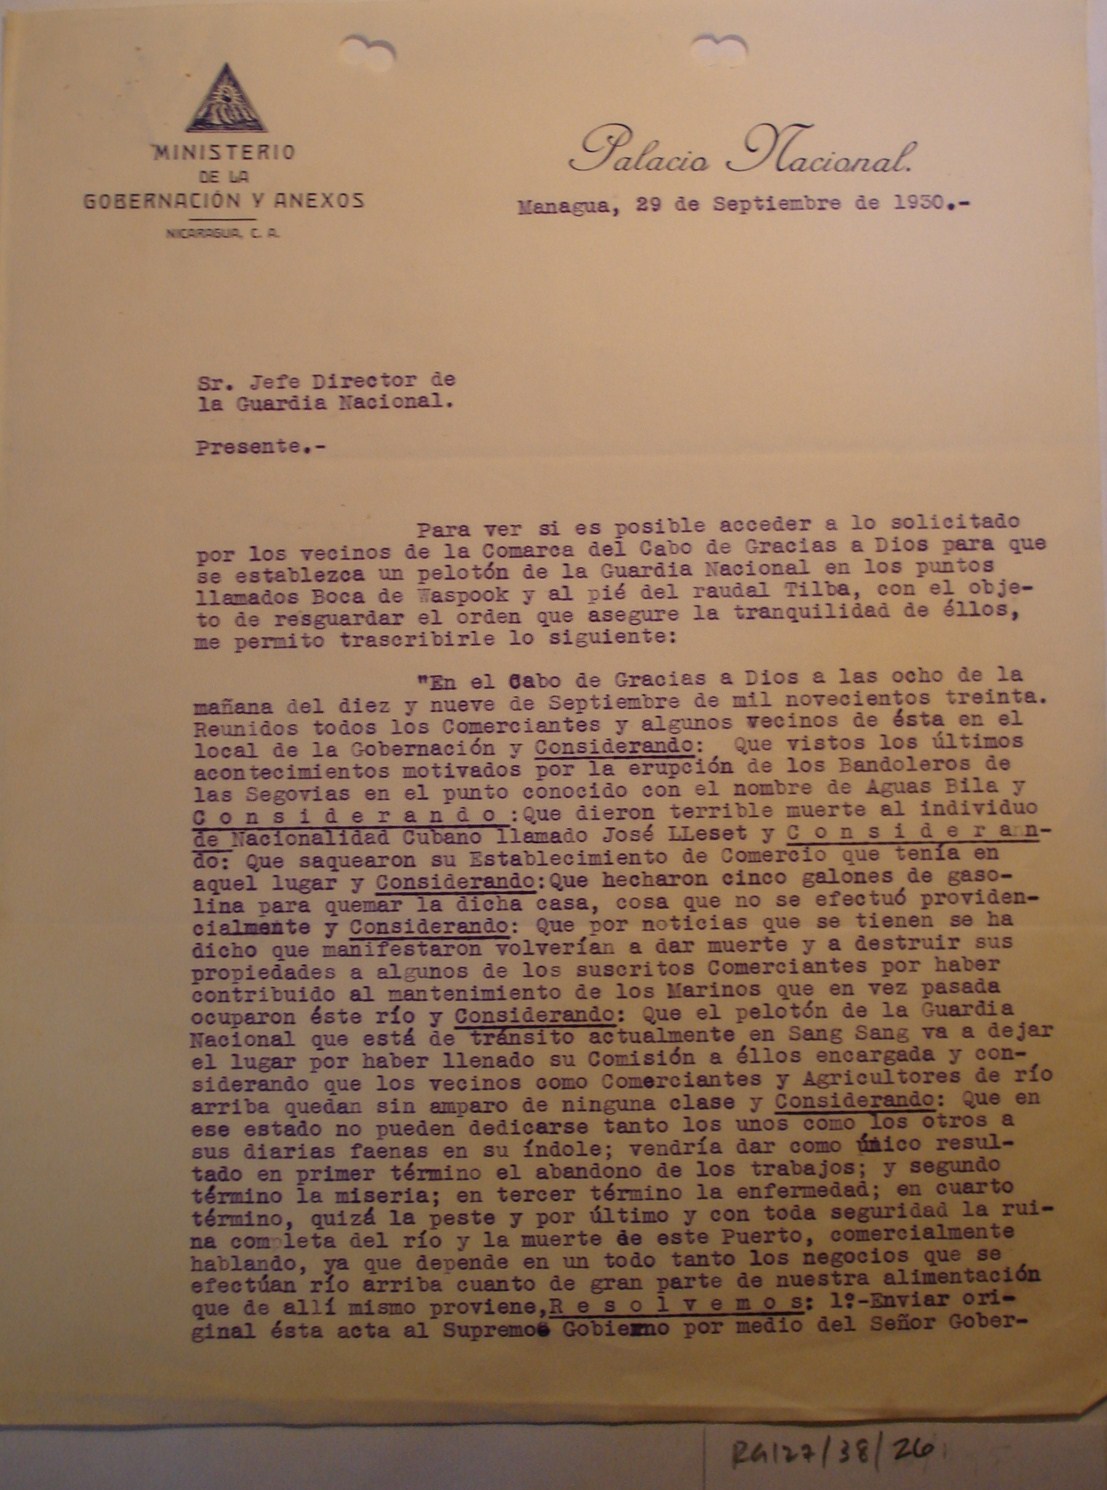 MINISTERIO
DE LA
GOBERNACIÓN Y ANEXOS
NICARAGUA, C. A.
Palacio Nacional.
Managua, 29 de Septiembre de 1930.-
Sr. Jefe Director de
la Guardia Nacional.
Presente.-
Para ver si es posible acceder a lo solicitado
por los vecinos de la Comarca del Cabo de Gracias a Dios para que
se establezca un pelotón de la Guardia Nacional en los puntos
llamados Boca de Waspook y al pié del raudal Tilba, con el obje-
to de resguardar el orden que asegure la tranquilidad de éllos,
me permito trascribirle lo siguiente:
"En el Cabo de Gracias a Dios a las ocho de la
mañana del diez y nueve de Septiembre de mil novecientos treinta.
Reunidos todos los Comerciantes y algunos vecinos de ésta en el
local de la Gobernación y Considerando: Que vistos los últimos
acontecimientos motivados por la erupción de los Bandoleros de
las Segovias en el punto conocido con el nombre de Aguas Bila y
C o n s i d e r a n d o :Que dieron terrible muerte al individuo
de Nacionalidad Cubano llamado José LLeset y C o n s i d e r a n-
do: Que saquearon su Establecimiento de Comercio que tenía en
aquel lugar y Considerando:Que hecharon cinco galones de gaso-
lina para quemar la dicha casa, cosa que no se efectuó providen-
cialmente y Considerando: Que por noticias que se tienen se ha
dicho que manifestaron volverían a dar muerte y a destruir sus
propiedades a algunos de los suscritos Comerciantes por haber
contribuido al mantenimiento de los Marinos que en vez pasada
ocuparon éste río y Considerando: Que el pelotón de la Guardia
Nacional que está de tránsito actualmente en Sang Sang va a dejar
el lugar por haber llenado su Comisión a éllos encargada y con-
siderando que los vecinos como Comerciantes y Agricultores de río
arriba quedan sin amparo de ninguna clase y Considerando: Que en
ese estado no pueden dedicarse tanto los unos como los otros a
sus diarias faenas en su índole; vendría dar como único resul-
tado en primer término el abandono de los trabajos; y segundo
término la miseria; en tercer término la enfermedad; en cuarto
término, quizá la peste y por último y con toda seguridad la rui-
na completa del río y la muerte de este Puerto, comercialmente
hablando, ya que depende en un todo tanto los negocios que se
efectúan río arriba cuanto de gran parte de nuestra alimentación
que de allí mismo proviene,R e s o l v e m o s: 1º-Enviar ori-
ginal ésta acta al Supremo Gobierno por medio del Señor Gober-
RG127/38/26